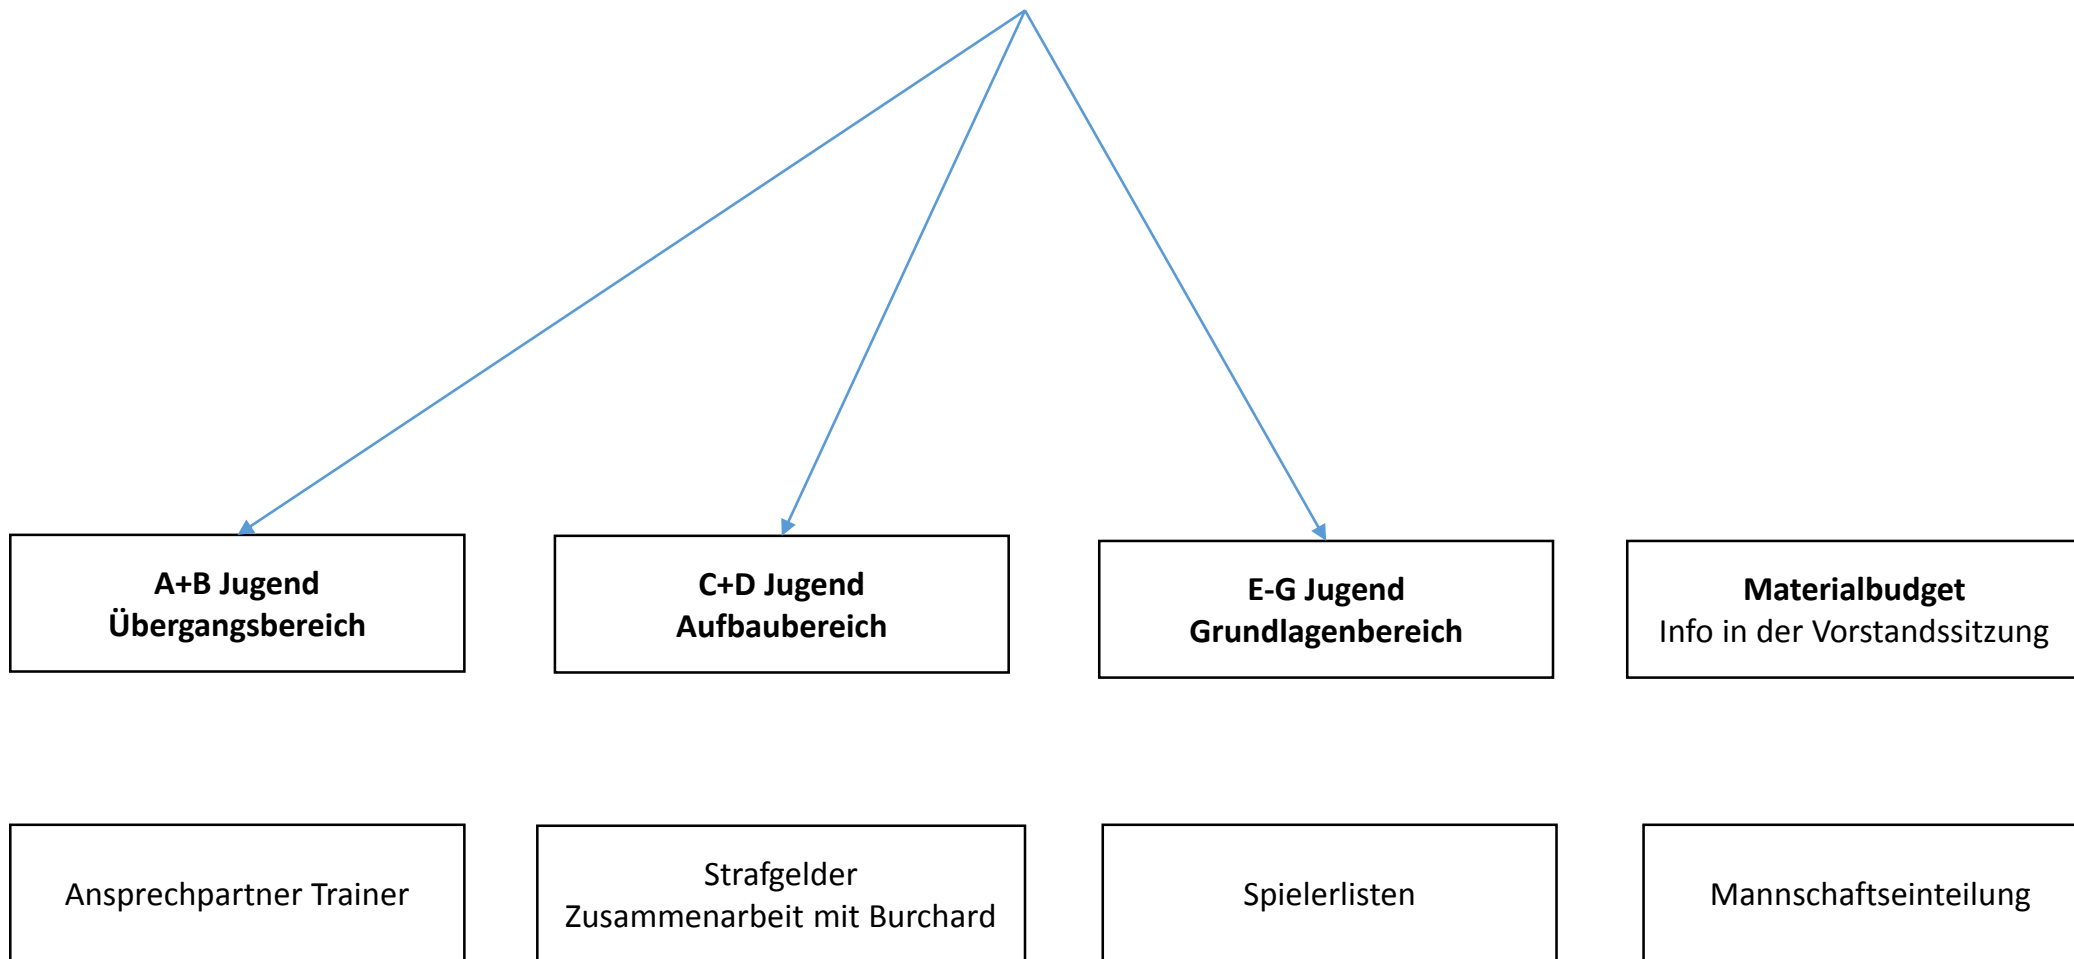 A+B Jugend
Übergangsbereich
C+D Jugend
Aufbaubereich
E-G Jugend
Grundlagenbereich
Materialbudget
Info in der Vorstandssitzung
Ansprechpartner Trainer
Strafgelder
Zusammenarbeit mit Burchard
Spielerlisten
Mannschaftseinteilung